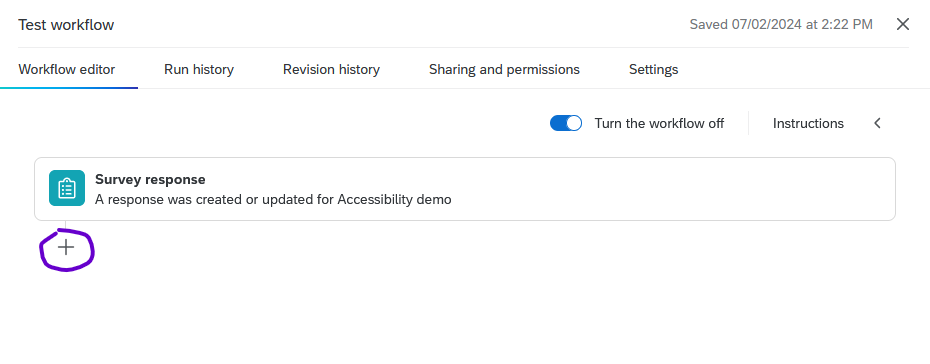 Test workflow
Saved 07/02/2024 at 2:22 PM
Workflow editor Run history Revision history Sharing and permissions Settings
Turn the workflow off
Instructions
Survey response
A response was created or updated for Accessibility demo